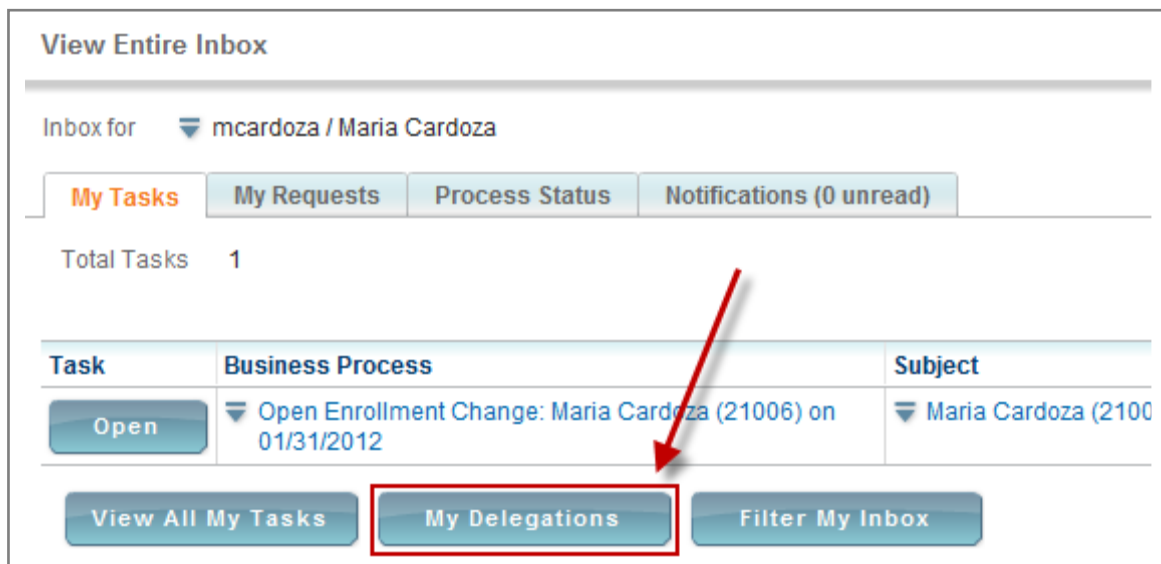 View Entire Inbox
Inbox for mcardoza / Maria Cardoza
My Tasks My Requests Process Status Notifications (0 unread)
Total Tasks 1
Task Business Process Subject
Open Open Enrollment Change: Maria Cardoza (21006) on Maria Cardoza (2100
01/31/2012
View All My Tasks My Delegations Filter My Inbox